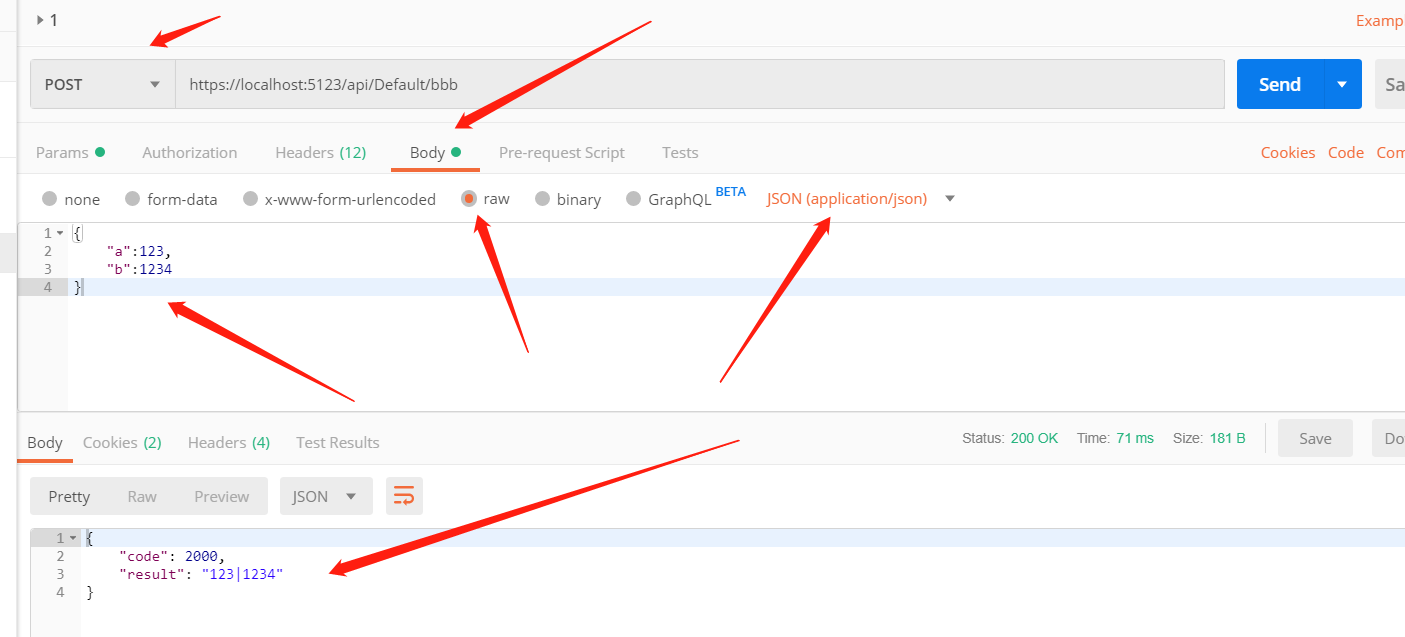 1
Examp
POST https://localhost:5123/api/Default/bbb Send Sa
Params Authorization Headers (12) Body Pre-request Script Tests Cookies Code Com
none form-data x-www-form-urlencoded raw binary GraphQL BETA JSON (application/json)
1 {
2 "a":123,
3 "b":1234
4 }
Body Cookies (2) Headers (4) Test Results Status: 200 OK Time: 71 ms Size: 181 B Save Do
Pretty Raw Preview JSON
1 {
2 "code": 2000,
3 "result": "123|1234"
4 }